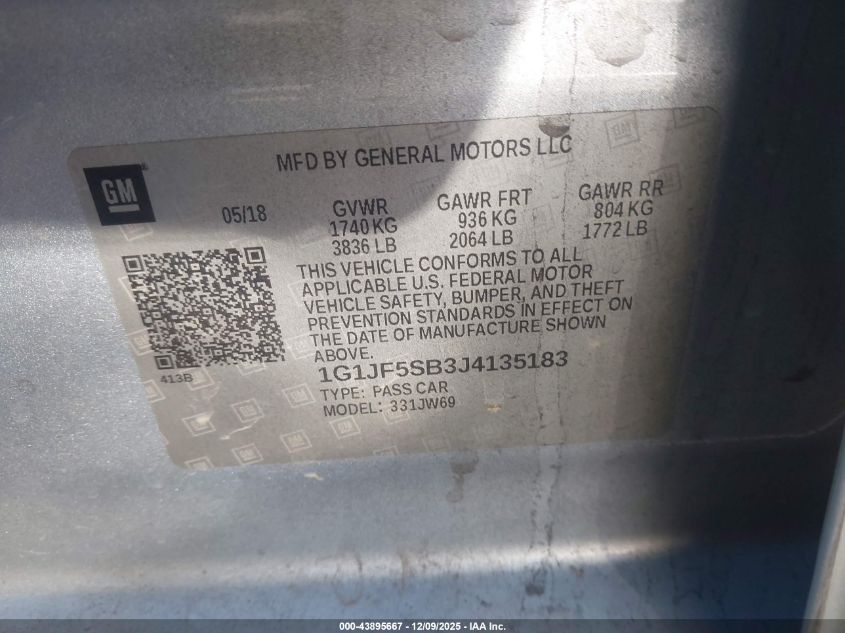 MFD BY GENERAL MOTORS LLC
GM
05/18
GVWR
1740 KG
3836 LB
GAWR FRT
936 KG
2064 LB
GAWR RR
804 KG
1772 LB
THIS VEHICLE CONFORMS TO ALL
APPLICABLE U.S. FEDERAL MOTOR
VEHICLE SAFETY, BUMPER, AND THEFT
PREVENTION STANDARDS IN EFFECT ON
THE DATE OF MANUFACTURE SHOWN
ABOVE.
413B
1G1JF5SB3J4135183
TYPE: PASS CAR
MODEL: 331JW69
000-43895667 - 12/09/2025 - IAA Inc.